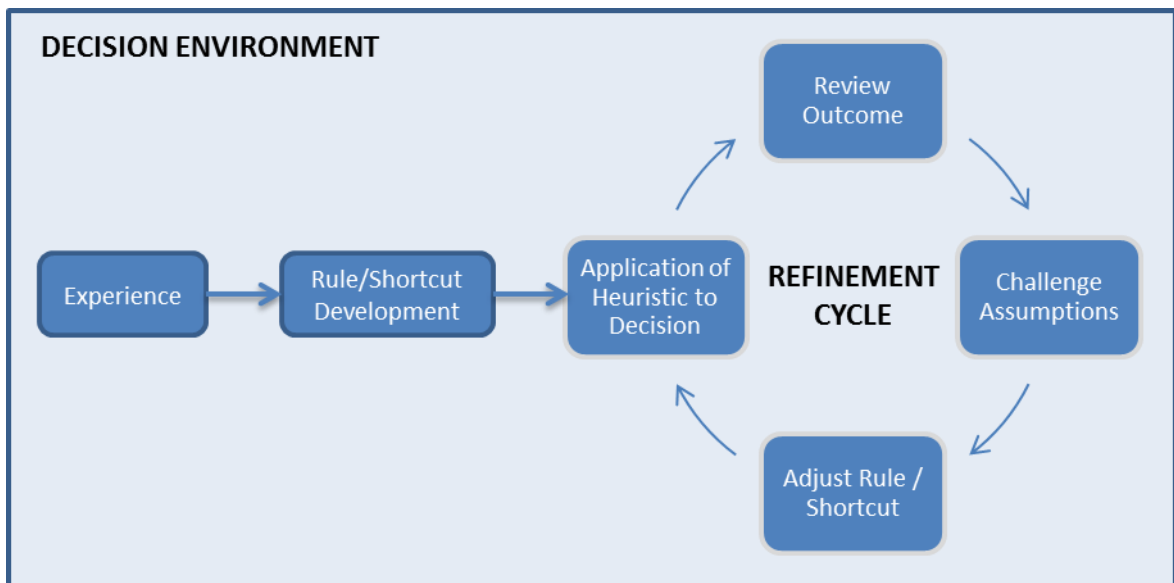 DECISION ENVIRONMENT
Review
Outcome
Experience
Rule/Shortcut
Development
Application of
Heuristic to
Decision
REFINEMENT
CYCLE
Challenge
Assumptions
Adjust Rule /
Shortcut